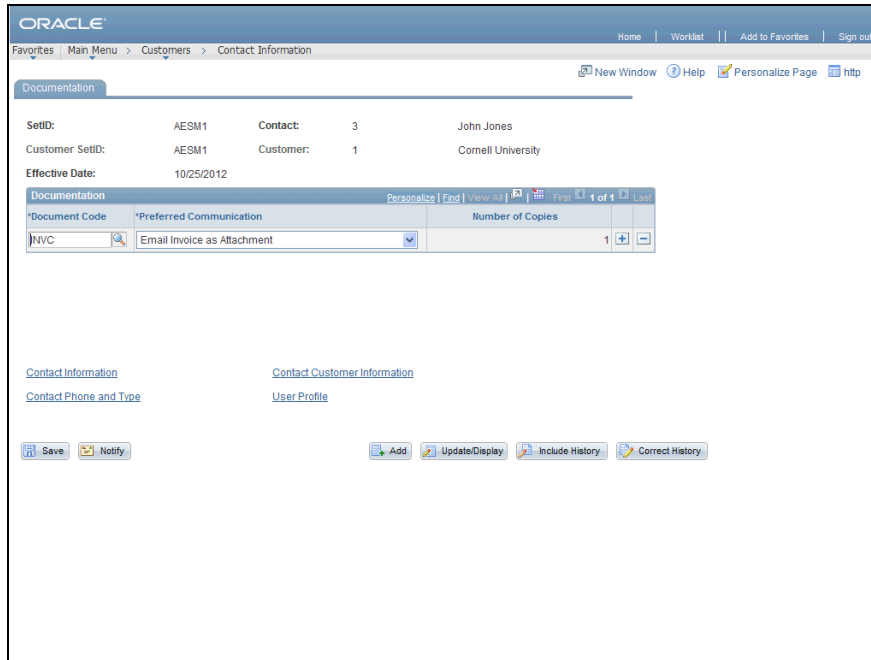 ORACLE
Home | Worklist || Add to Favorites | Sign out
Favorites Main Menu > Customers > Contact Information
New Window Help Personalize Page http
Documentation
SetID: AESM1 Contact: 3 John Jones
Customer SetID: AESM1 Customer: 1 Cornell University
Effective Date: 10/25/2012
Documentation Personalize | Find | View All | First 1 of 1 Last
*Document Code *Preferred Communication Number of Copies
INVC Email Invoice as Attachment 1
Contact Information Contact Customer Information
Contact Phone and Type User Profile
Save Notify Add Update/Display Include History Correct History